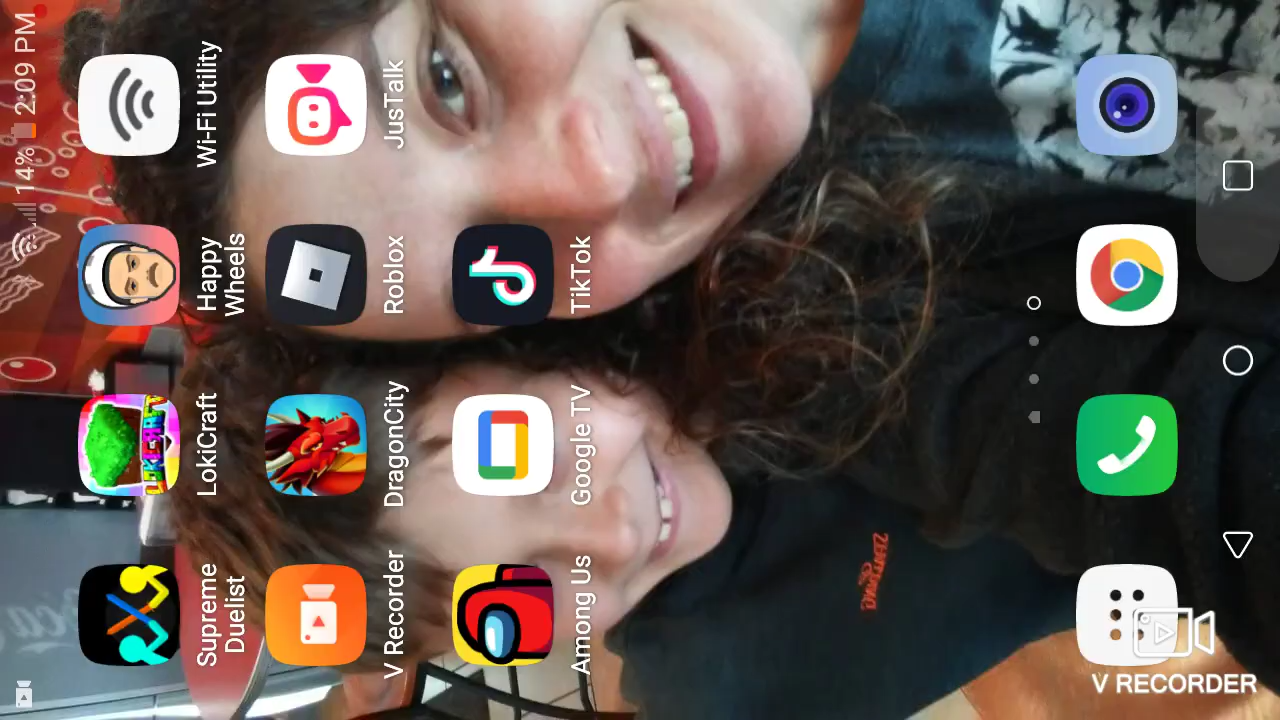 14% 2:09 PM
Supreme
Duelist
LokiCraft
Happy
Wheels
Wi-Fi Utility
V Recorder
DragonCity
Roblox
JusTalk
Among Us
Google TV
TikTok
V RECORDER